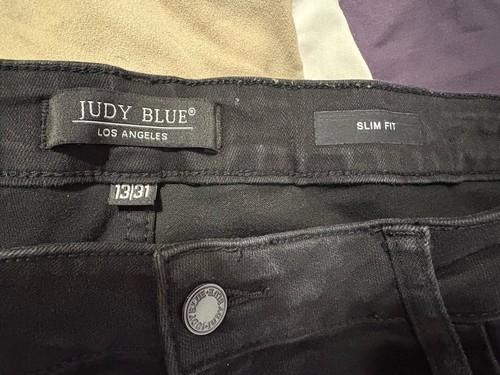 JUDY BLUE®
LOS ANGELES
SLIM FIT
13/31